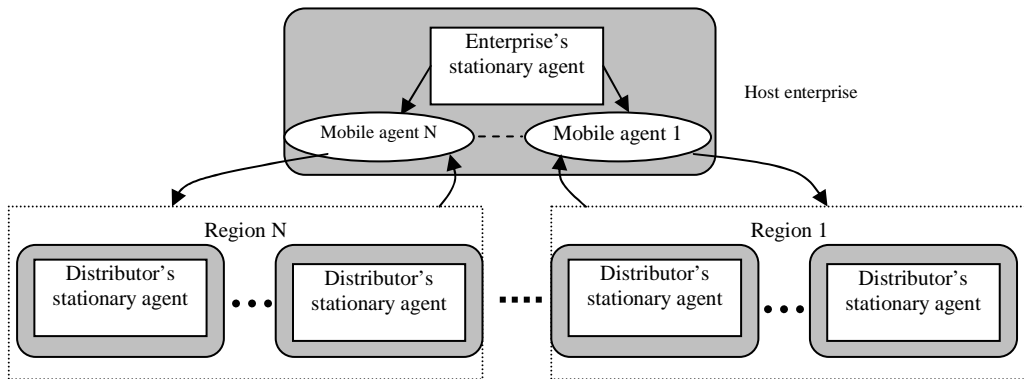 Enterprise’s
stationary agent
Host enterprise
Mobile agent N
Mobile agent 1
Region N
Region 1
Distributor’s
stationary agent
Distributor’s
stationary agent
Distributor’s
stationary agent
Distributor’s
stationary agent